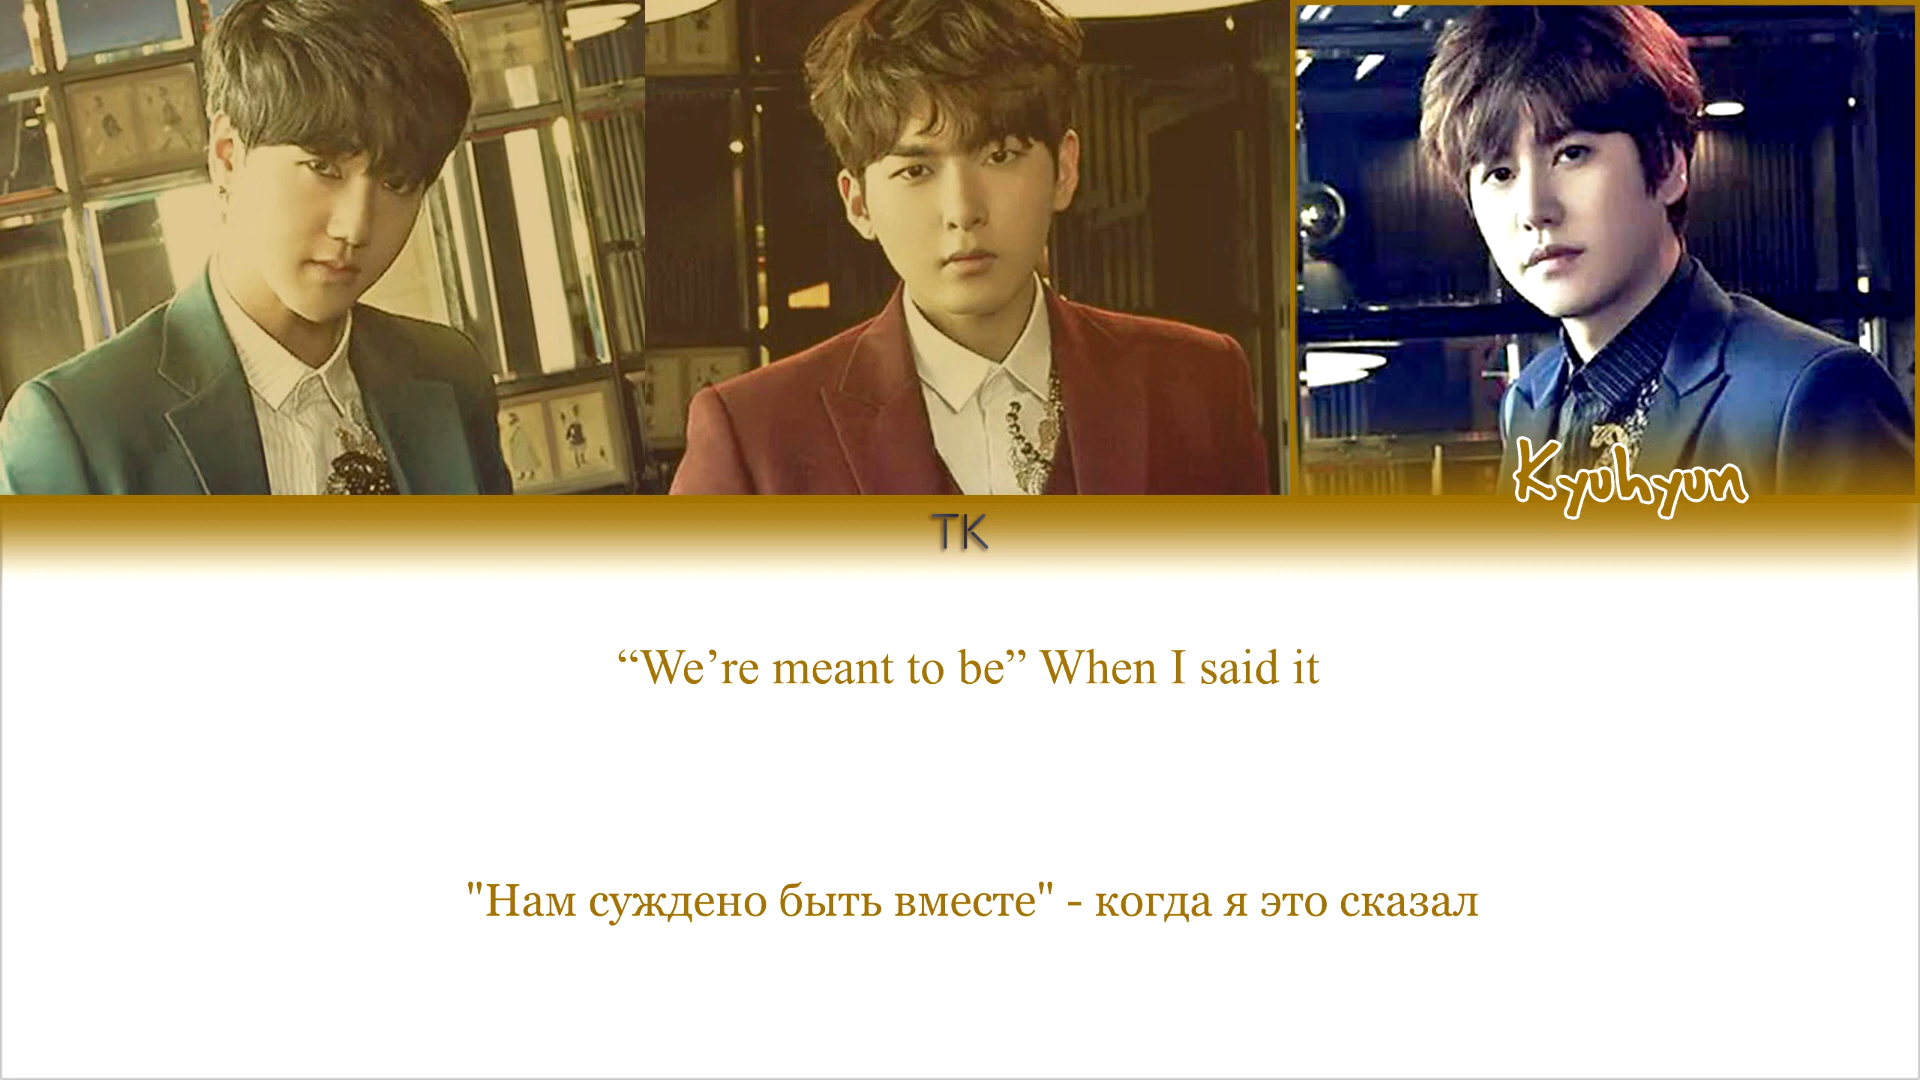 Kyuhyun
TK
“We’re meant to be” When I said it
"Нам суждено быть вместе" - когда я это сказал